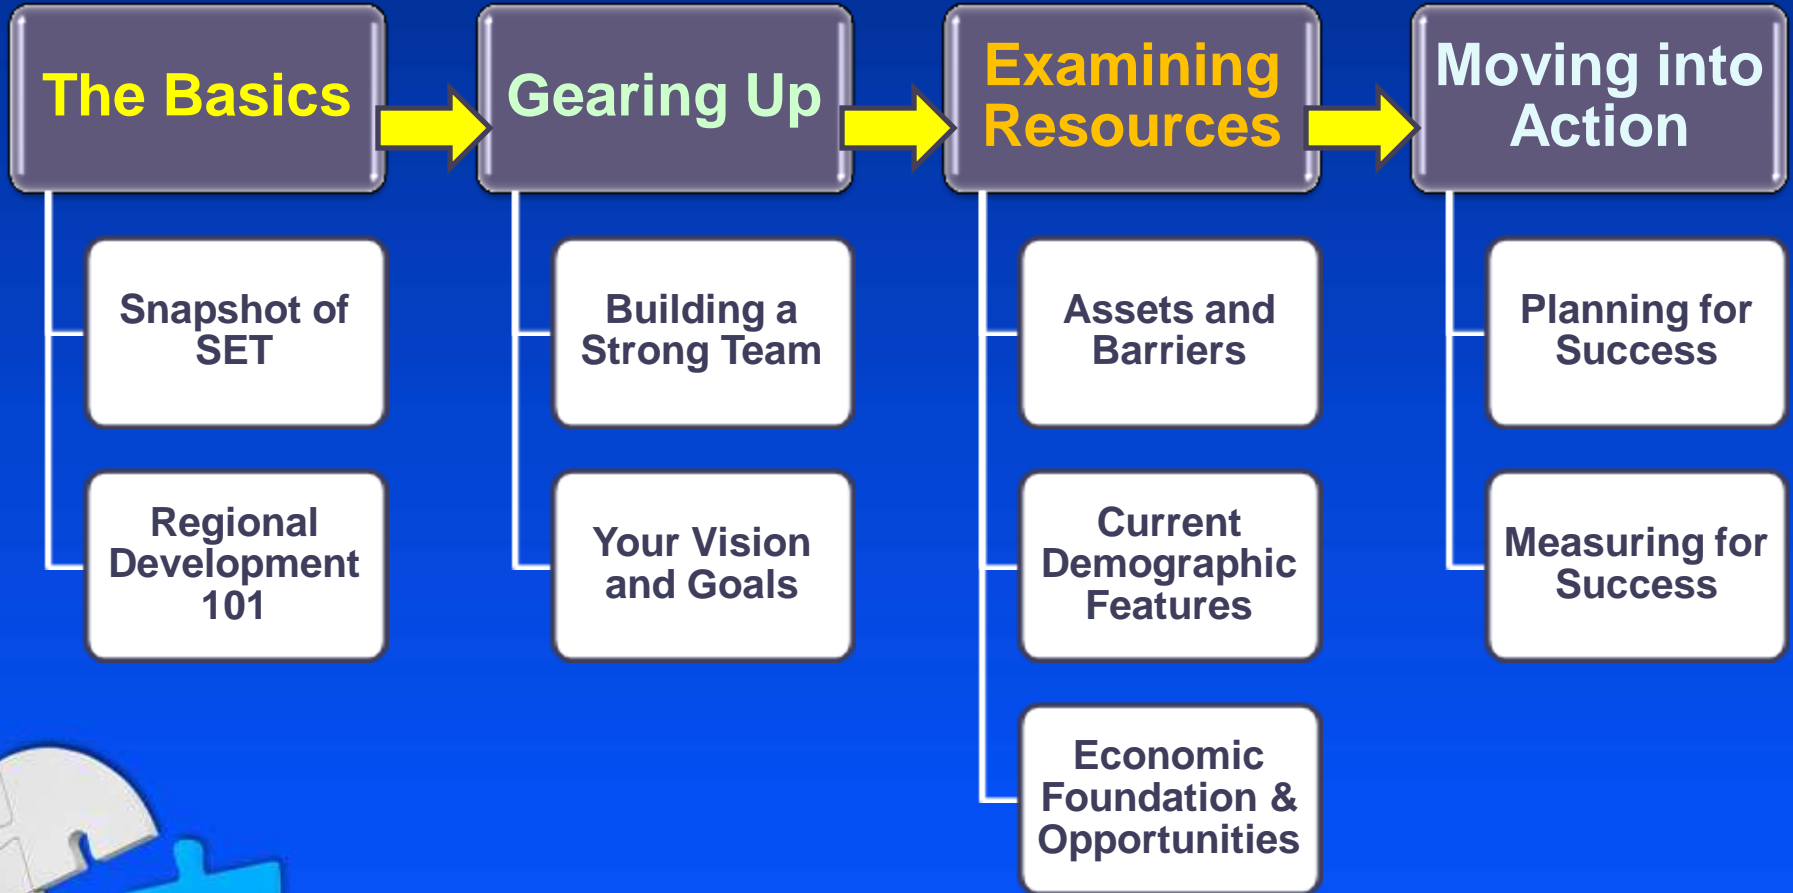 The Basics
Snapshot of
SET
Regional
Development
101
Gearing Up
Building a
Strong Team
Your Vision
and Goals
Examining
Resources
Assets and
Barriers
Current
Demographic
Features
Economic
Foundation &
Opportunities
Moving into
Action
Planning for
Success
Measuring for
Success